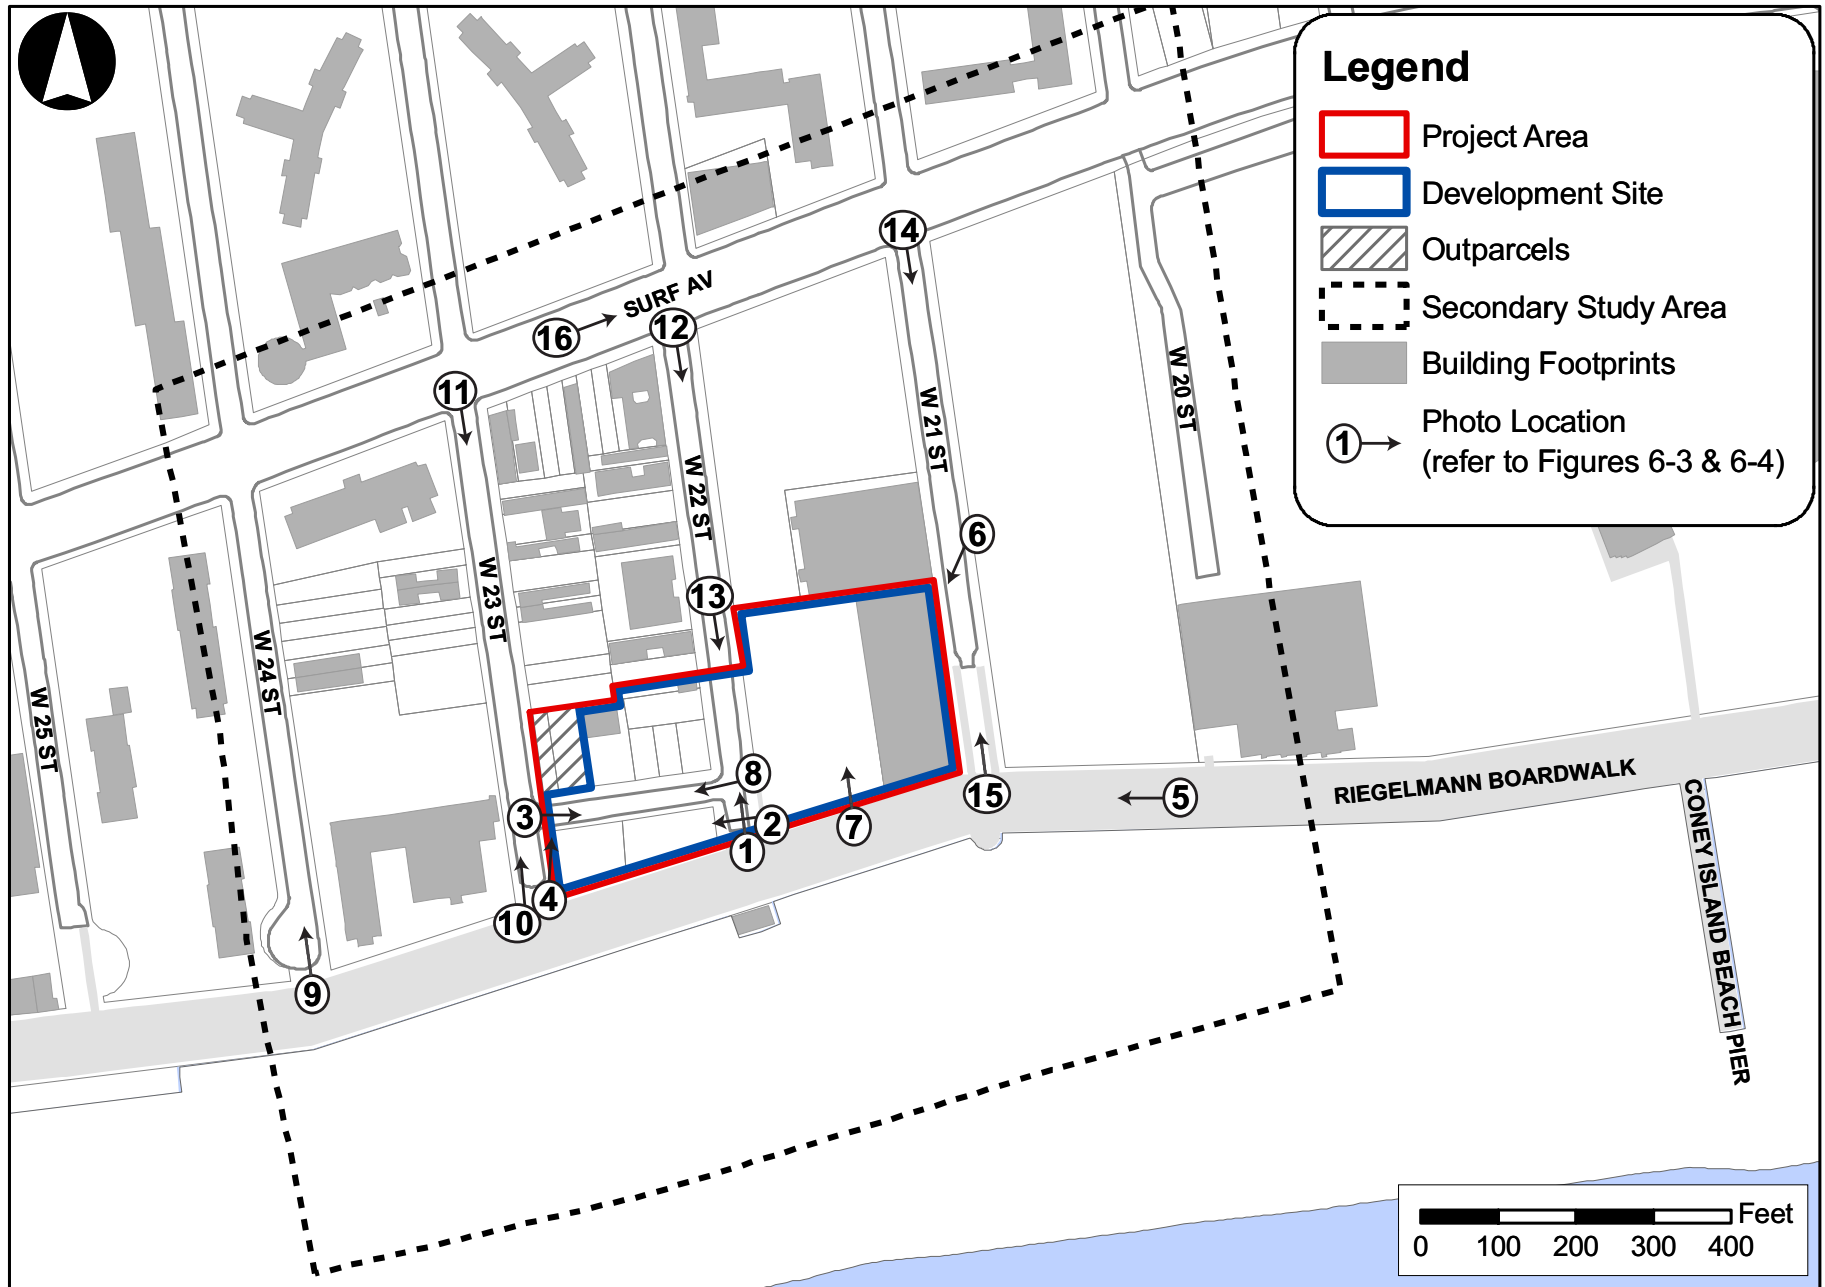 Legend
Project Area
Development Site
Outparcels
Secondary Study Area
Building Footprints
1
Photo Location
(refer to Figures 6-3 & 6-4)
14
SURF AV
16
12
11
W 20 ST
W 21 ST
W 22 ST
6
W 23 ST
13
W 24 ST
W 25 ST
8
RIEGELMANN BOARDWALK
15
5
3
2
7
1
CONEY ISLAND BEACH PIER
4
10
9
Feet
0 100 200 300 400